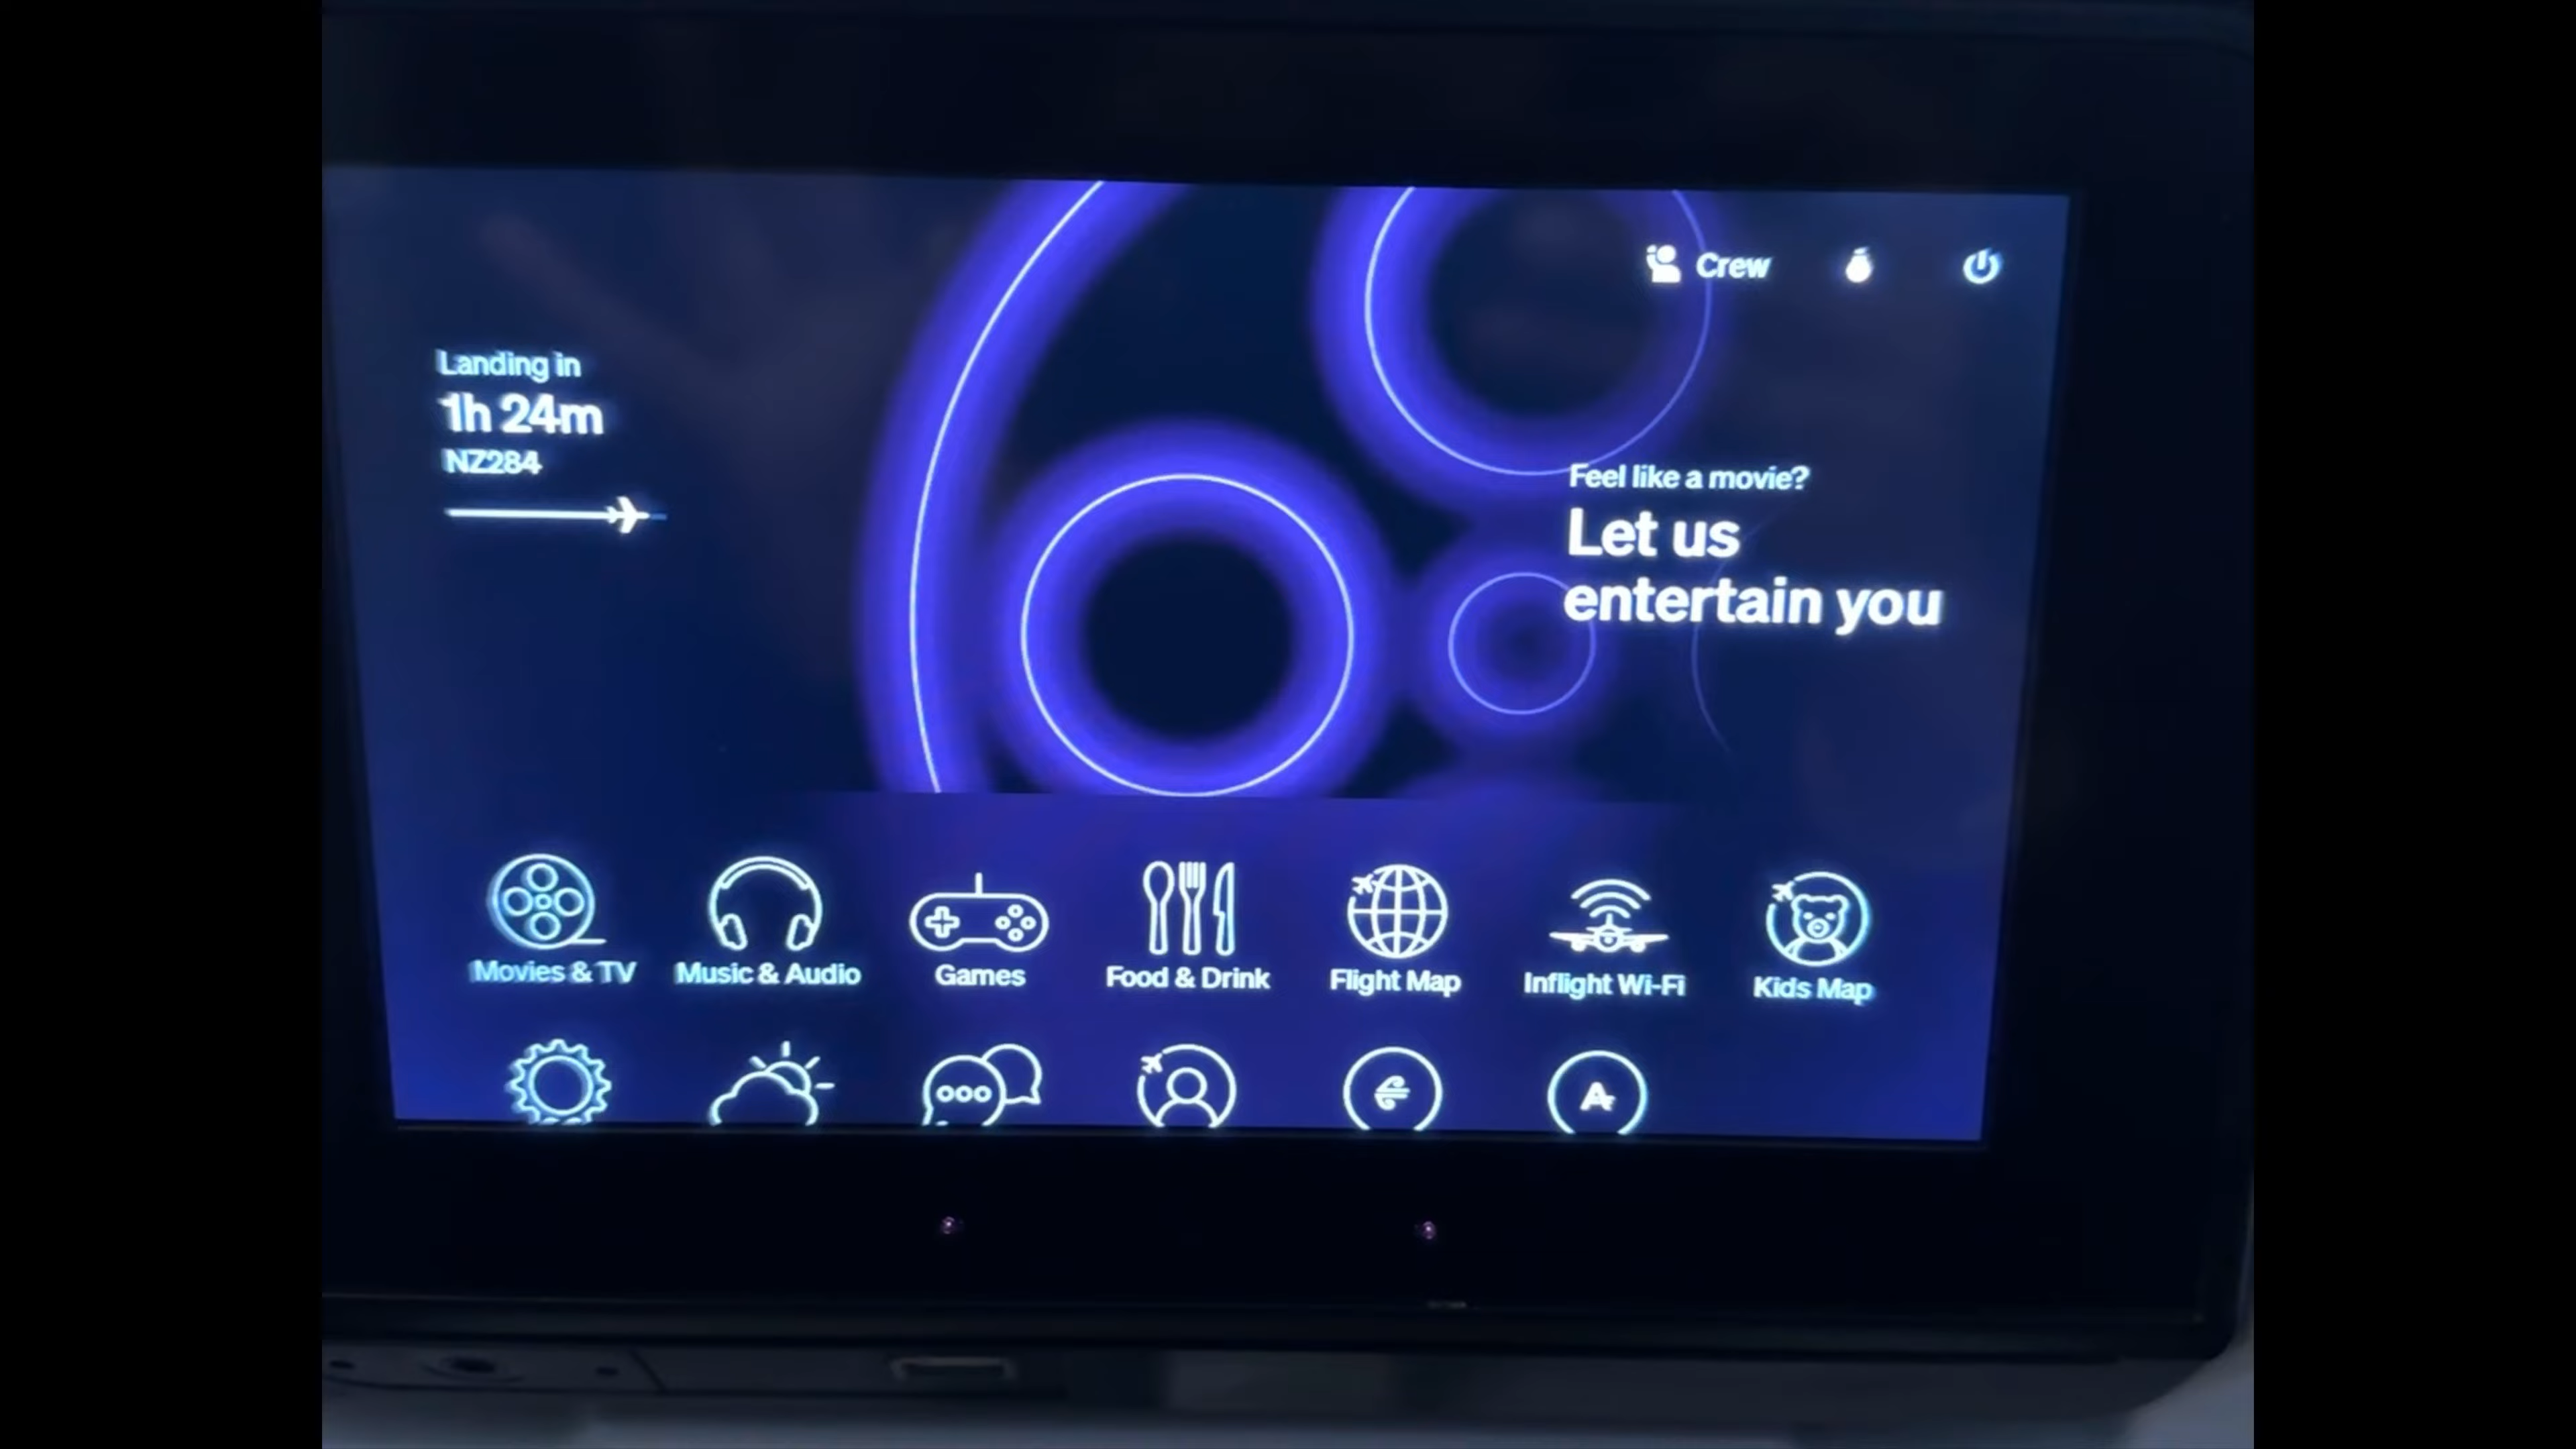 Crew
Landing in
1h 24m
NZ284
Feel like a movie?
Let us
entertain you
Movies & TV
Music & Audio
Games
Food & Drink
Flight Map
Inflight Wi-Fi
Kids Map
A